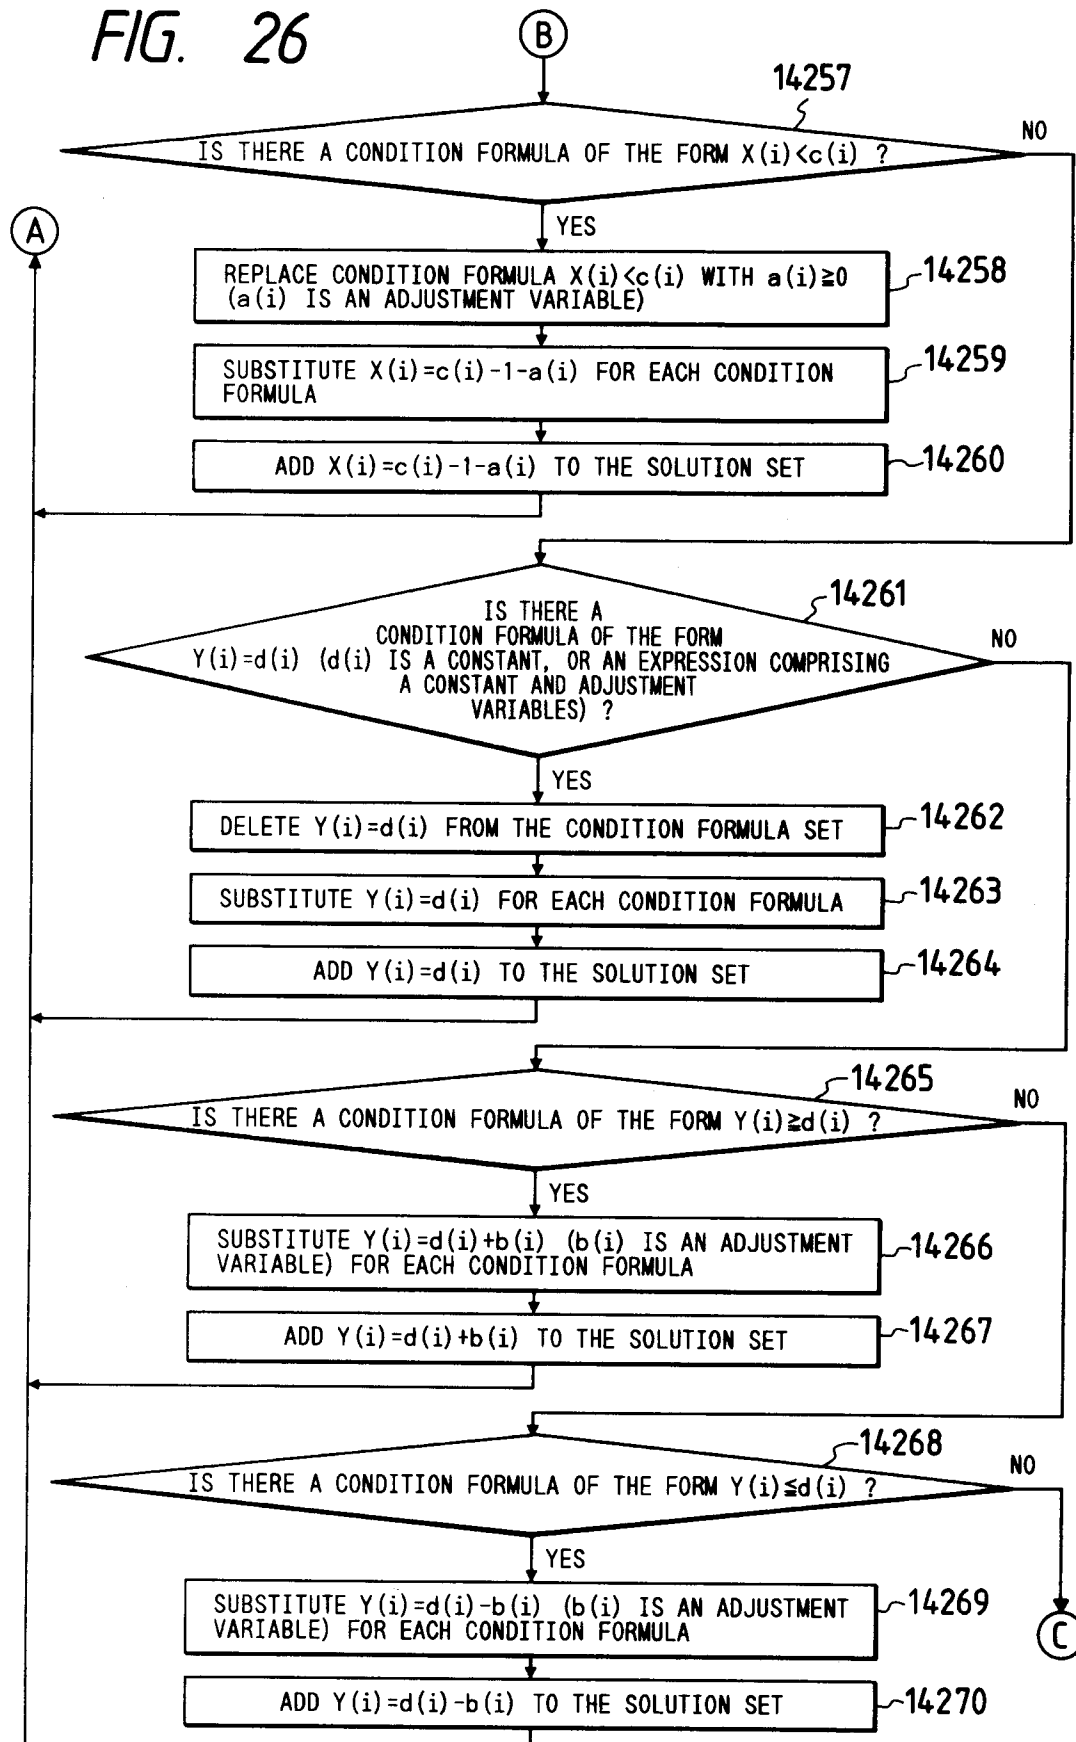 FIG. 26
B
14257
NO
IS THERE A CONDITION FORMULA OF THE FORM X(i)<c(i) ?
YES
A
REPLACE CONDITION FORMULA X(i)<c(i) WITH a(i)≧0
(a(i) IS AN ADJUSTMENT VARIABLE)
14258
SUBSTITUTE X(i)=c(i)-1-a(i) FOR EACH CONDITION
FORMULA
14259
ADD X(i)=c(i)-1-a(i) TO THE SOLUTION SET
14260
14261
IS THERE A
CONDITION FORMULA OF THE FORM
NO
Y(i)=d(i) (d(i) IS A CONSTANT, OR AN EXPRESSION COMPRISING
A CONSTANT AND ADJUSTMENT
VARIABLES) ?
YES
DELETE Y(i)=d(i) FROM THE CONDITION FORMULA SET
14262
SUBSTITUTE Y(i)=d(i) FOR EACH CONDITION FORMULA
14263
ADD Y(i)=d(i) TO THE SOLUTION SET
14264
14265
NO
IS THERE A CONDITION FORMULA OF THE FORM Y(i)≧d(i) ?
YES
SUBSTITUTE Y(i)=d(i)+b(i) (b(i) IS AN ADJUSTMENT
VARIABLE) FOR EACH CONDITION FORMULA
14266
ADD Y(i)=d(i)+b(i) TO THE SOLUTION SET
14267
14268
NO
IS THERE A CONDITION FORMULA OF THE FORM Y(i)≦d(i) ?
YES
SUBSTITUTE Y(i)=d(i)-b(i) (b(i) IS AN ADJUSTMENT
VARIABLE) FOR EACH CONDITION FORMULA
14269
C
ADD Y(i)=d(i)-b(i) TO THE SOLUTION SET
14270